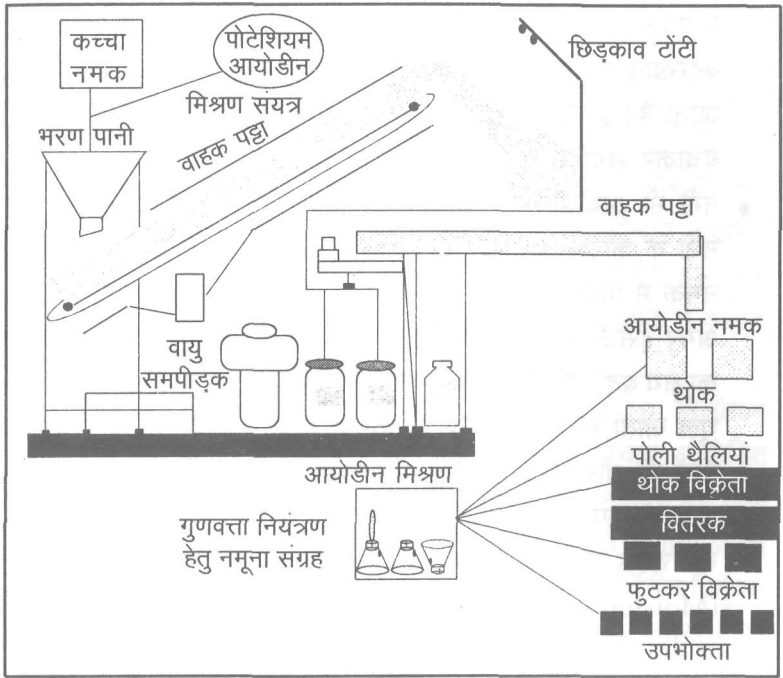 कच्चा
नमक
पोटेशियम
आयोडीन
छिड़काव टोंटी
मिश्रण संयत्र
भरण पानी
वाहक पट्टा
वाहक पट्टा
वायु
समपीड़क
आयोडीन नमक
थोक
पोली थैलियां
थोक विक्रेता
वितरक
फुटकर विक्रेता
उपभोक्ता
आयोडीन मिश्रण
गुणवत्ता नियंत्रण
हेतु नमूना संग्रह